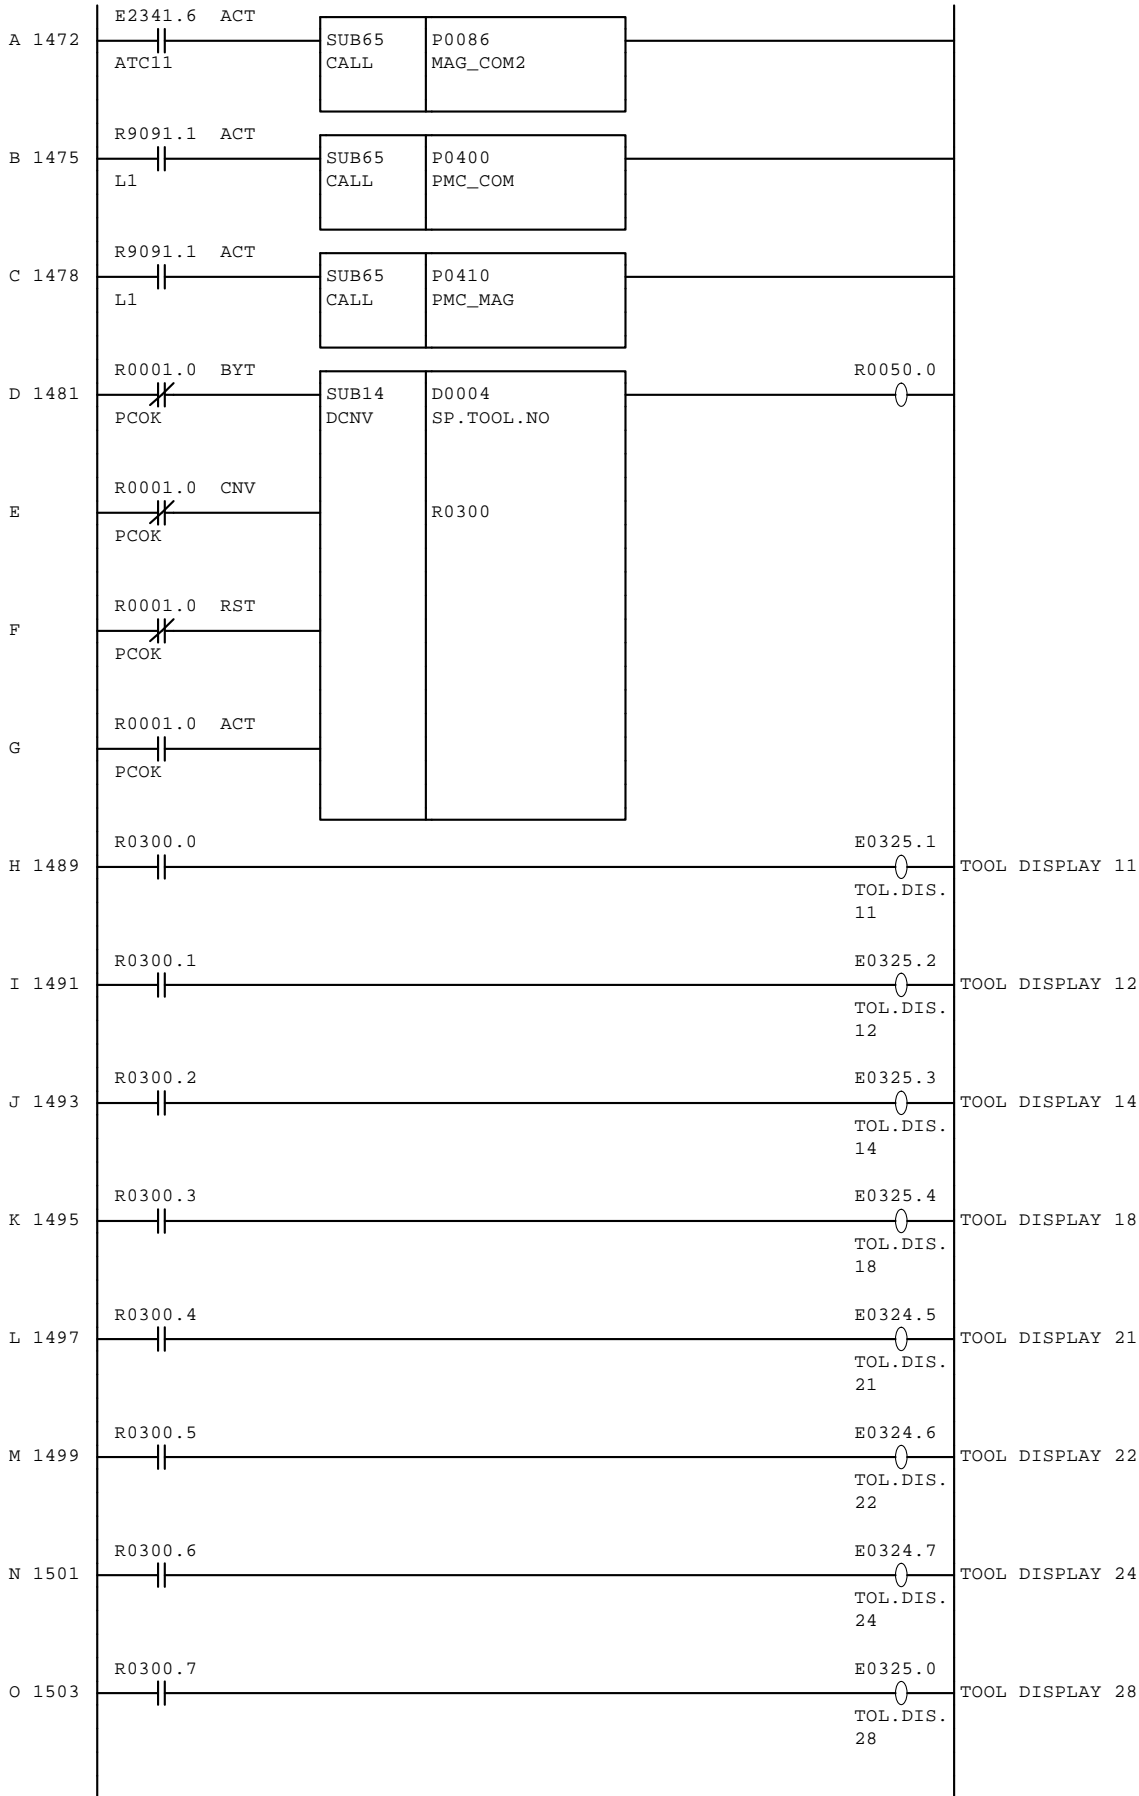 E2341.6 ACT
A 1472 SUB65 P0086
ATC11 CALL MAG_COM2
R9091.1 ACT
B 1475 SUB65 P0400
L1 CALL PMC_COM
R9091.1 ACT
C 1478 SUB65 P0410
L1 CALL PMC_MAG
R0001.0 BYT R0050.0
D 1481 SUB14 D0004
PCOK DCNV SP.TOOL.NO
R0001.0 CNV
E R0300
PCOK
R0001.0 RST
F
PCOK
R0001.0 ACT
G
PCOK
R0300.0 E0325.1
H 1489 TOOL DISPLAY 11
TOL.DIS.
11
R0300.1 E0325.2
I 1491 TOOL DISPLAY 12
TOL.DIS.
12
R0300.2 E0325.3
J 1493 TOOL DISPLAY 14
TOL.DIS.
14
R0300.3 E0325.4
K 1495 TOOL DISPLAY 18
TOL.DIS.
18
R0300.4 E0324.5
L 1497 TOOL DISPLAY 21
TOL.DIS.
21
R0300.5 E0324.6
M 1499 TOOL DISPLAY 22
TOL.DIS.
22
R0300.6 E0324.7
N 1501 TOOL DISPLAY 24
TOL.DIS.
24
R0300.7 E0325.0
O 1503 TOOL DISPLAY 28
TOL.DIS.
28